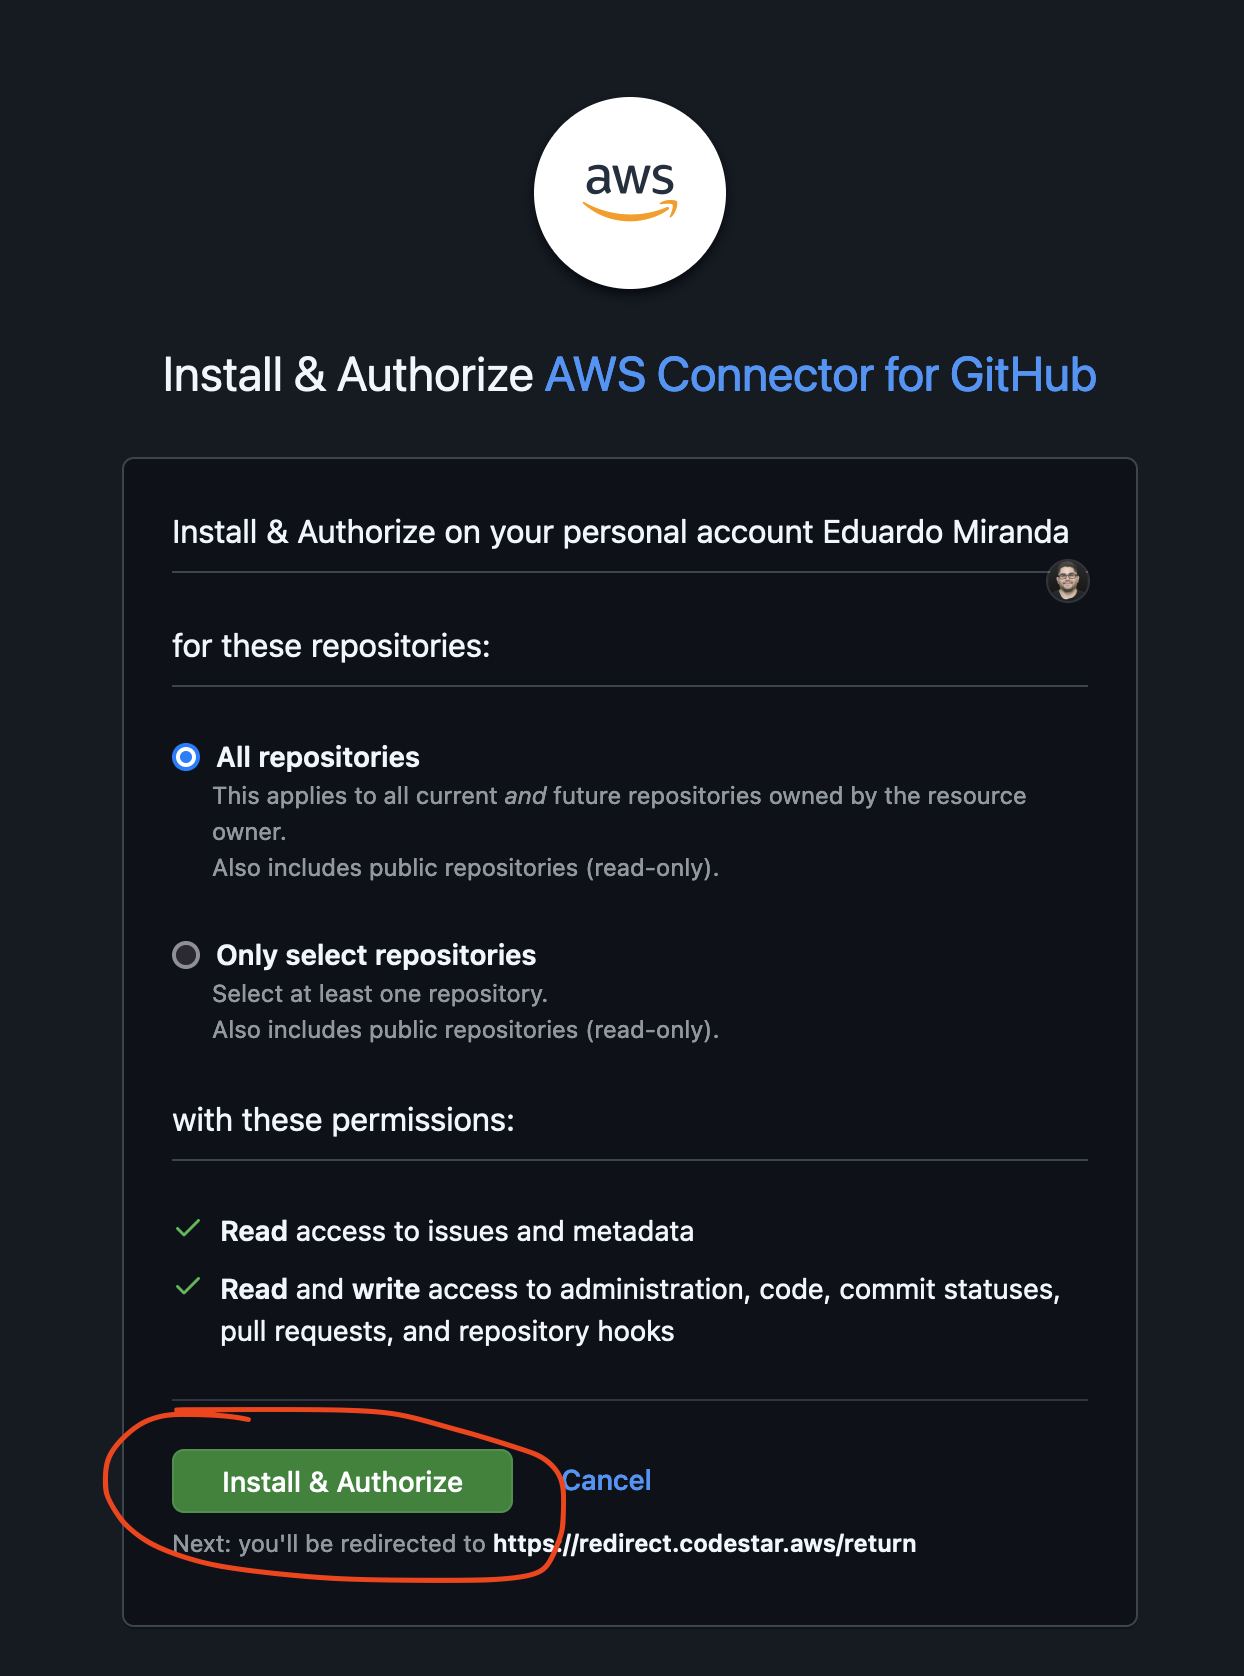 aws
Install & Authorize AWS Connector for GitHub
Install & Authorize on your personal account Eduardo Miranda
for these repositories:
All repositories
This applies to all current and future repositories owned by the resource
owner.
Also includes public repositories (read-only).
Only select repositories
Select at least one repository.
Also includes public repositories (read-only).
with these permissions:
Read access to issues and metadata
Read and write access to administration, code, commit statuses,
pull requests, and repository hooks
Install & Authorize Cancel
Next: you'll be redirected to https://redirect.codestar.aws/return